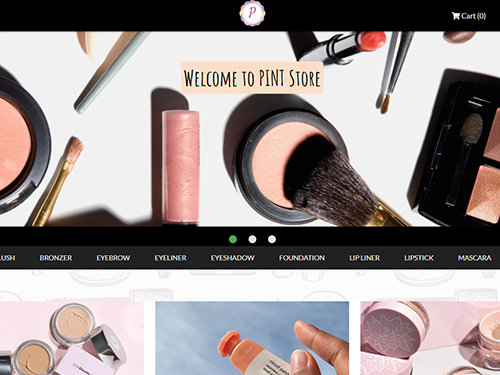 P
Cart (0)
Welcome to PINT Store
LUSH
BRONZER
EYEBROW
EYELINER
EYESHADOW
FOUNDATION
LIP LINER
LIPSTICK
MASCARA